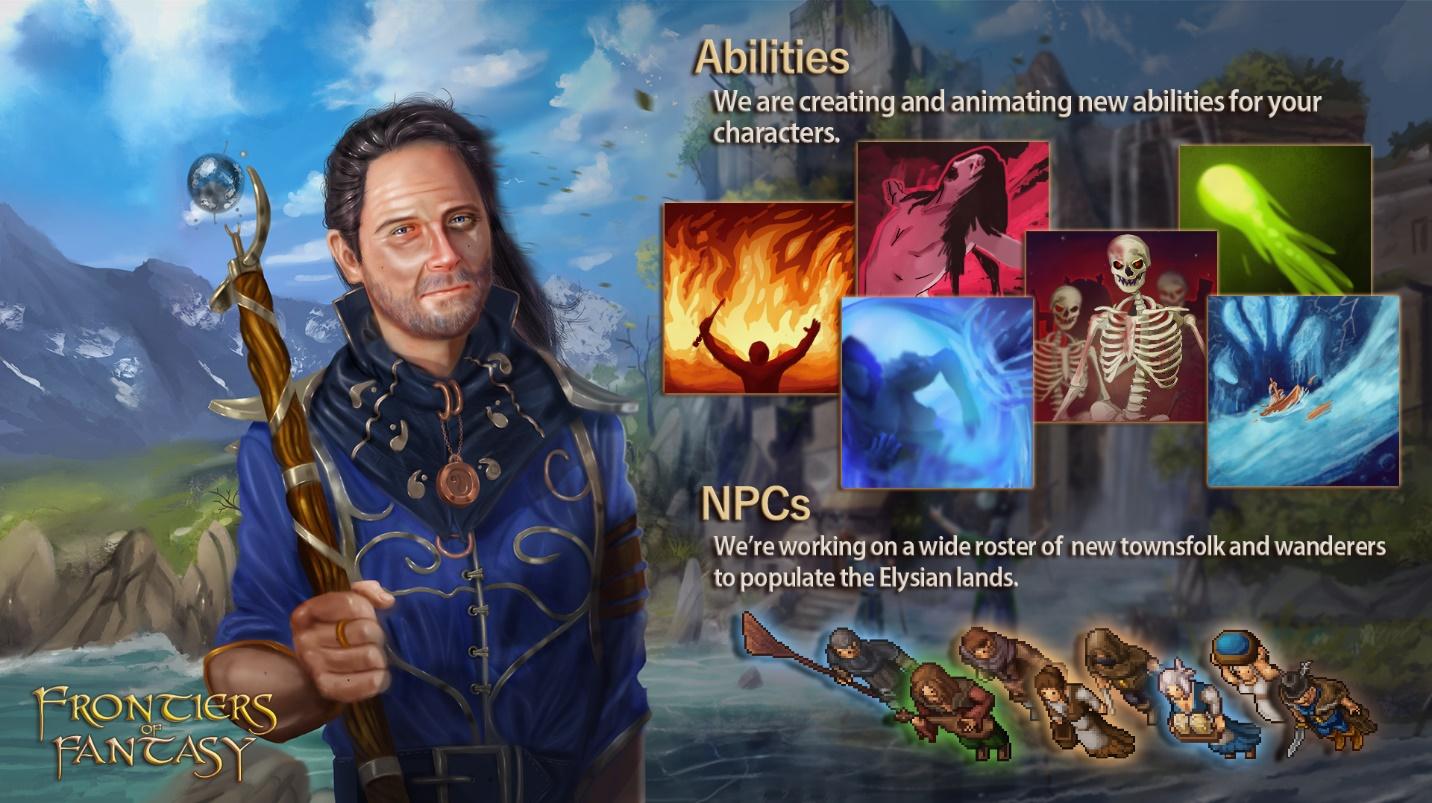 Abilities
We are creating and animating new abilities for your
characters.
NPCs
We're working on a wide roster of new townsfolk and wanderers
to populate the Elysian lands.
FRONTIERS
OF
FANTASY